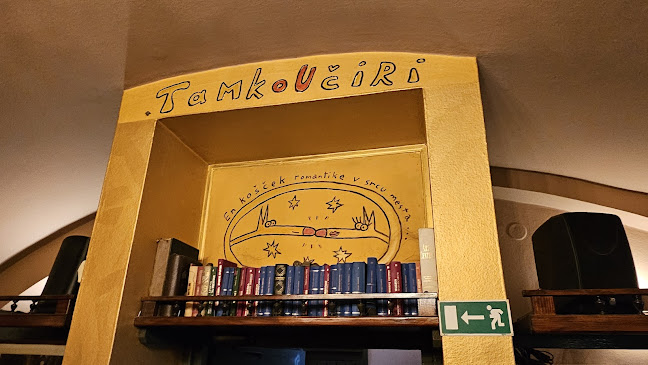 TAMKOUČIRI
En košček romantike v srcu mesta...